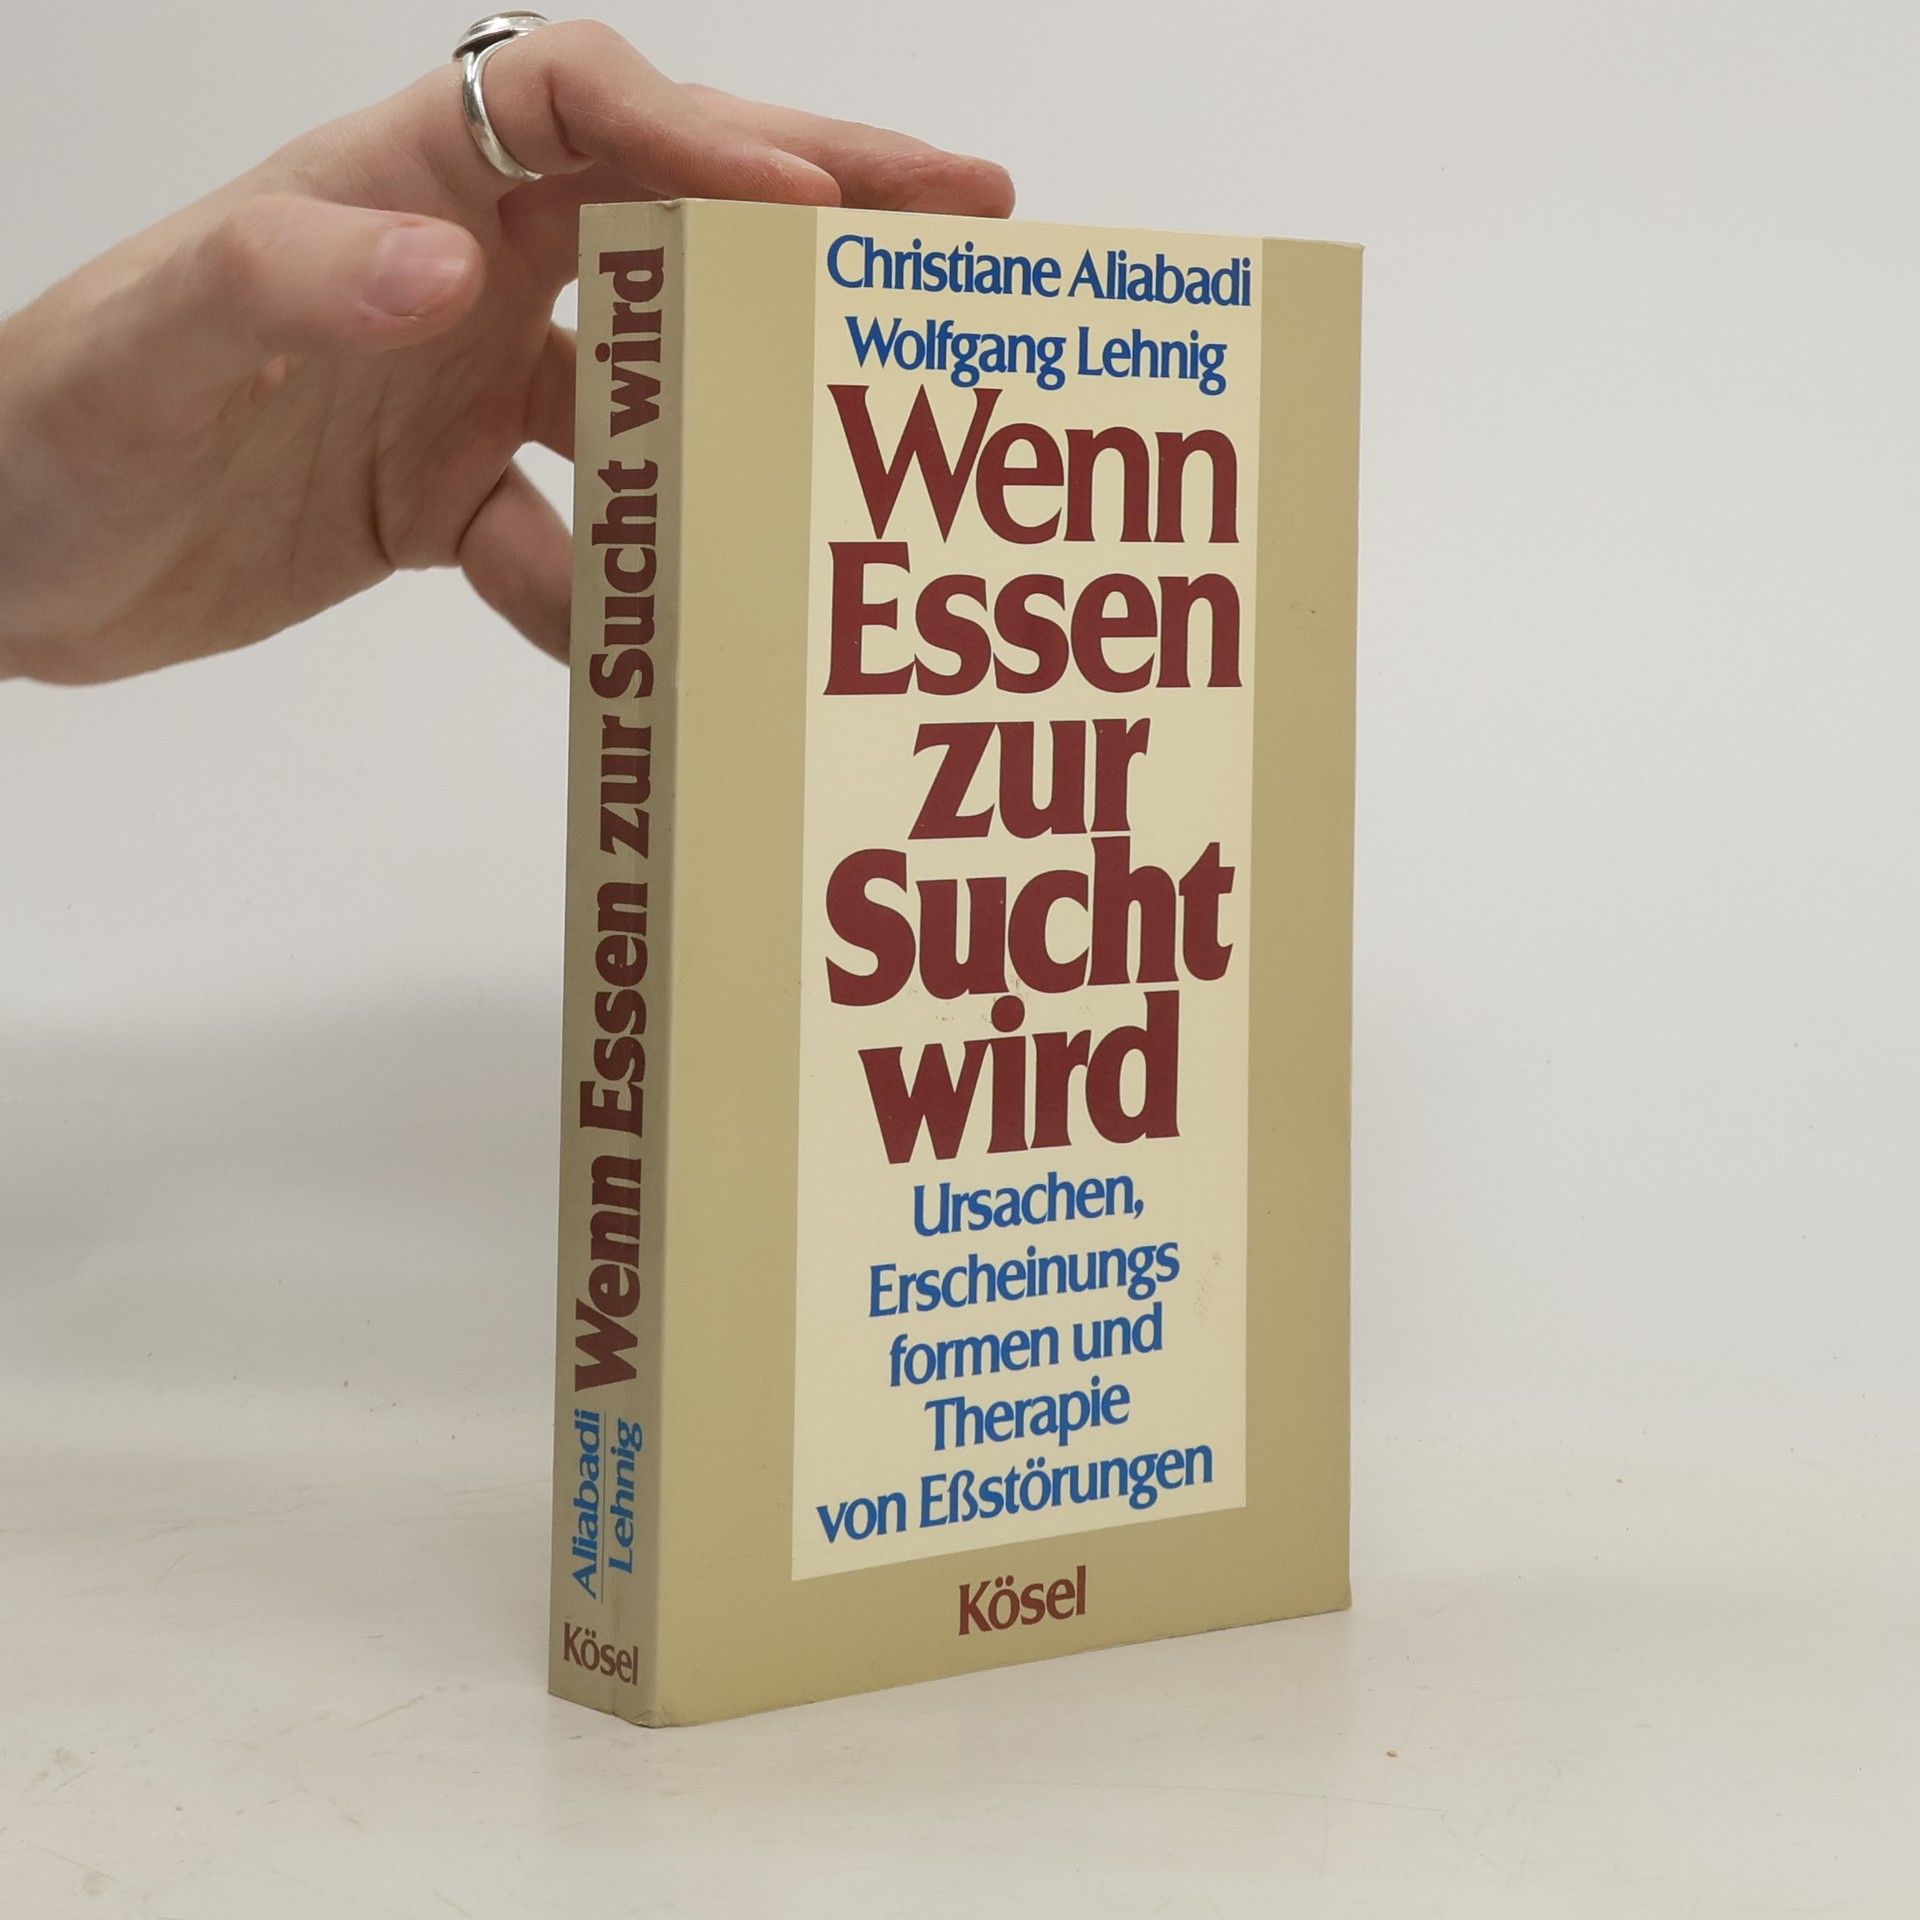 Christiane Aliabadi
Wolfgang Lehnig
Wenn
Essen
zur
Sucht
wird
Ursachen,
Erscheinungs
formen und
Therapie
von Eßstörungen
Kösel
Wenn Essen zur Sucht wird
Aliabadi
Lehnig
Kösel